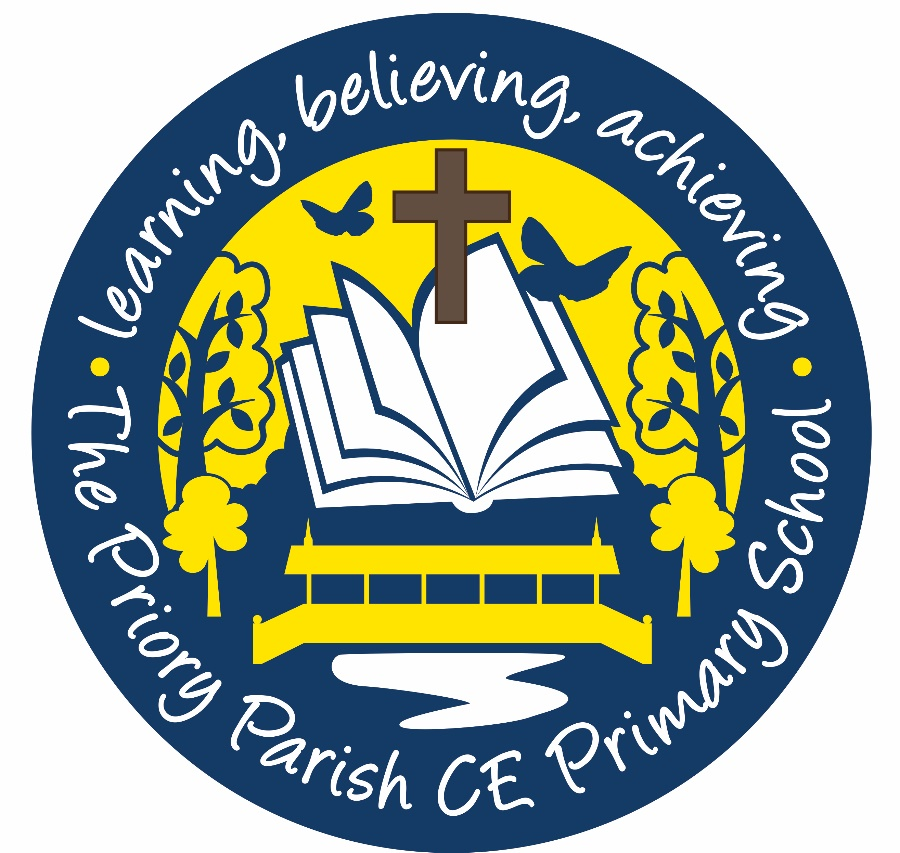 learning, believing, achieving
The Priory Parish CE Primary School